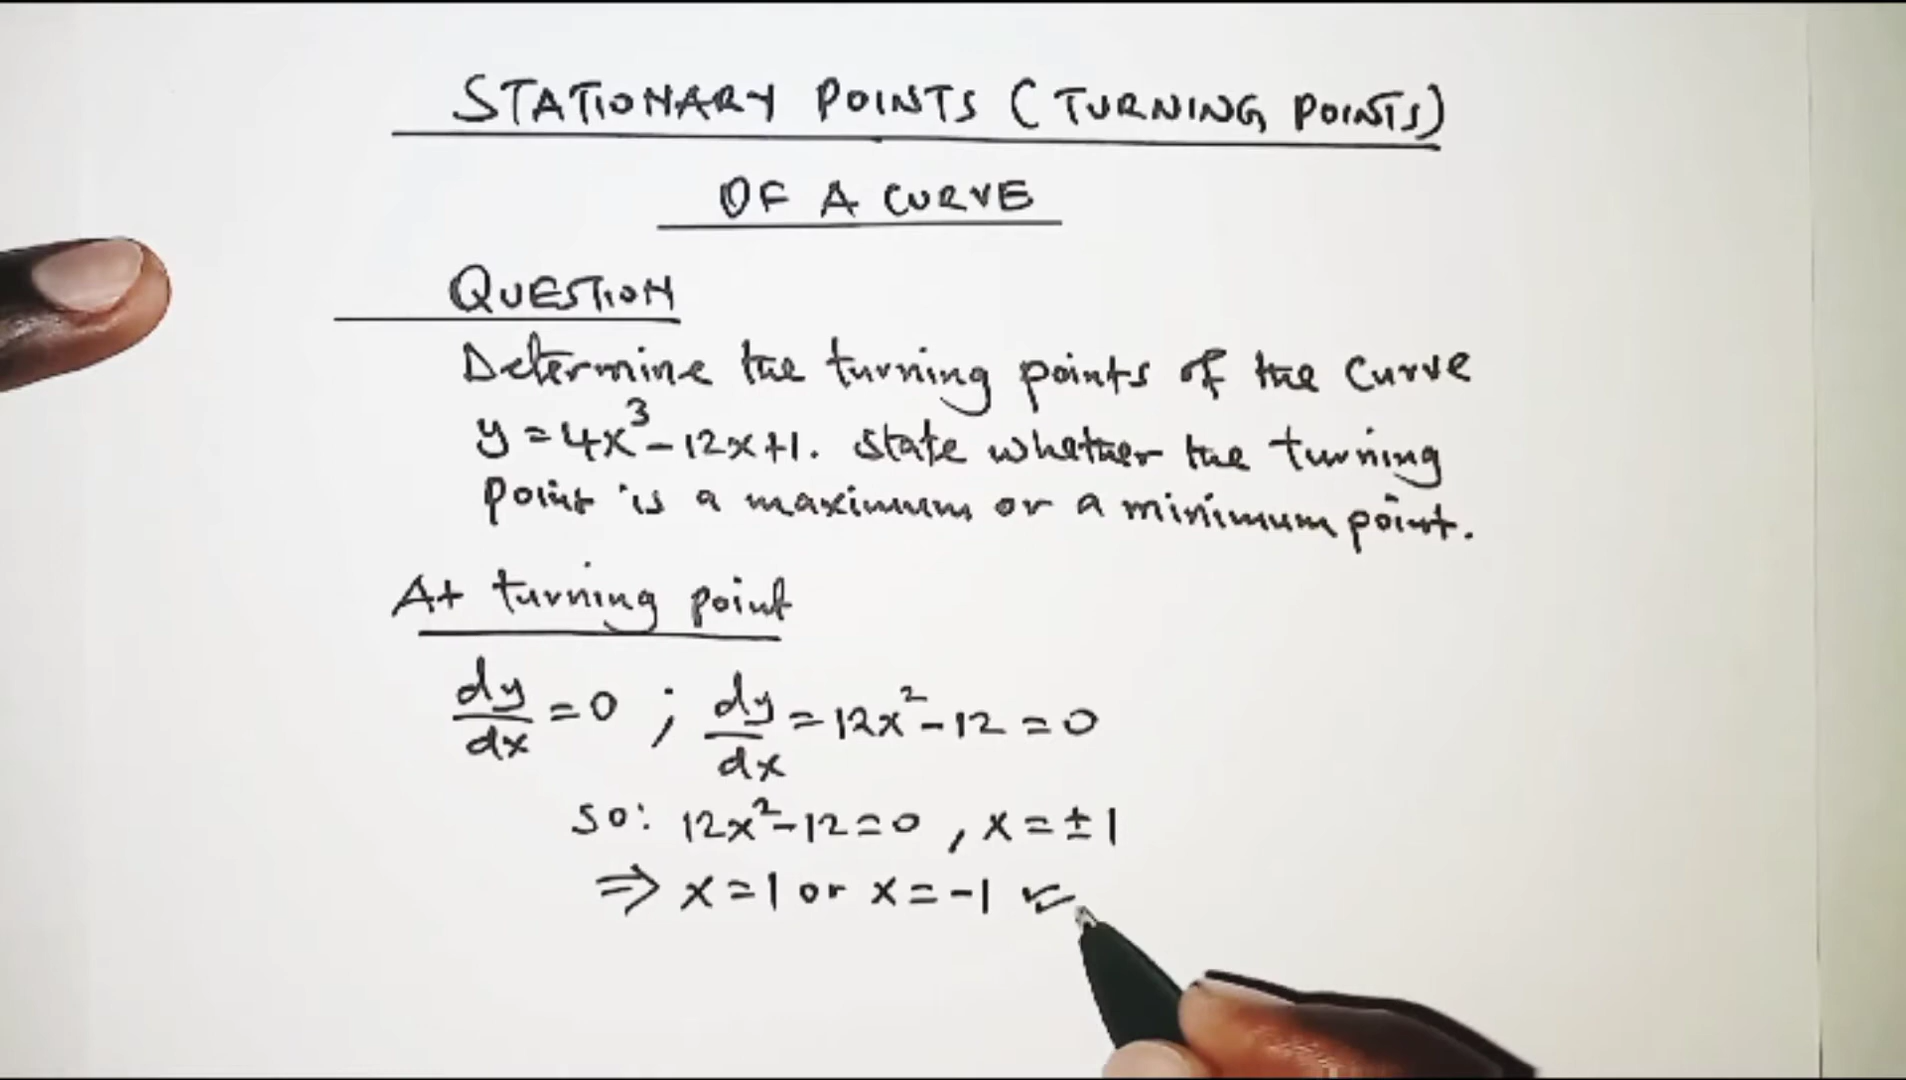 STATIONARY POINTS (TURNING POINTS)
OF A CURVE
QUESTION
Determine the turning points of the curve
y = 4x³ - 12x + 1. state whether the turning
point is a maximum or a minimum point.
At turning point
dy/dx = 0 ; dy/dx = 12x² - 12 = 0
so: 12x² - 12 = 0 , x = ± 1
⇒ x = 1 or x = -1